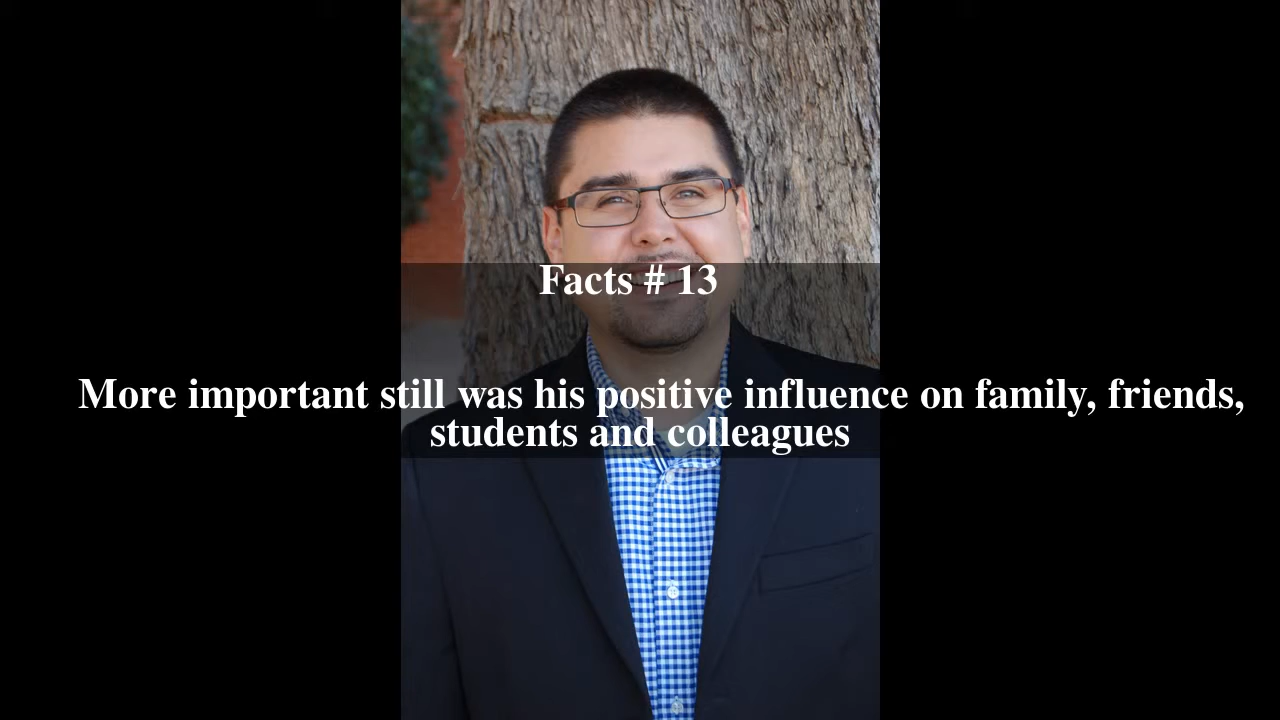 Facts # 13
More important still was his positive influence on family, friends,
students and colleagues